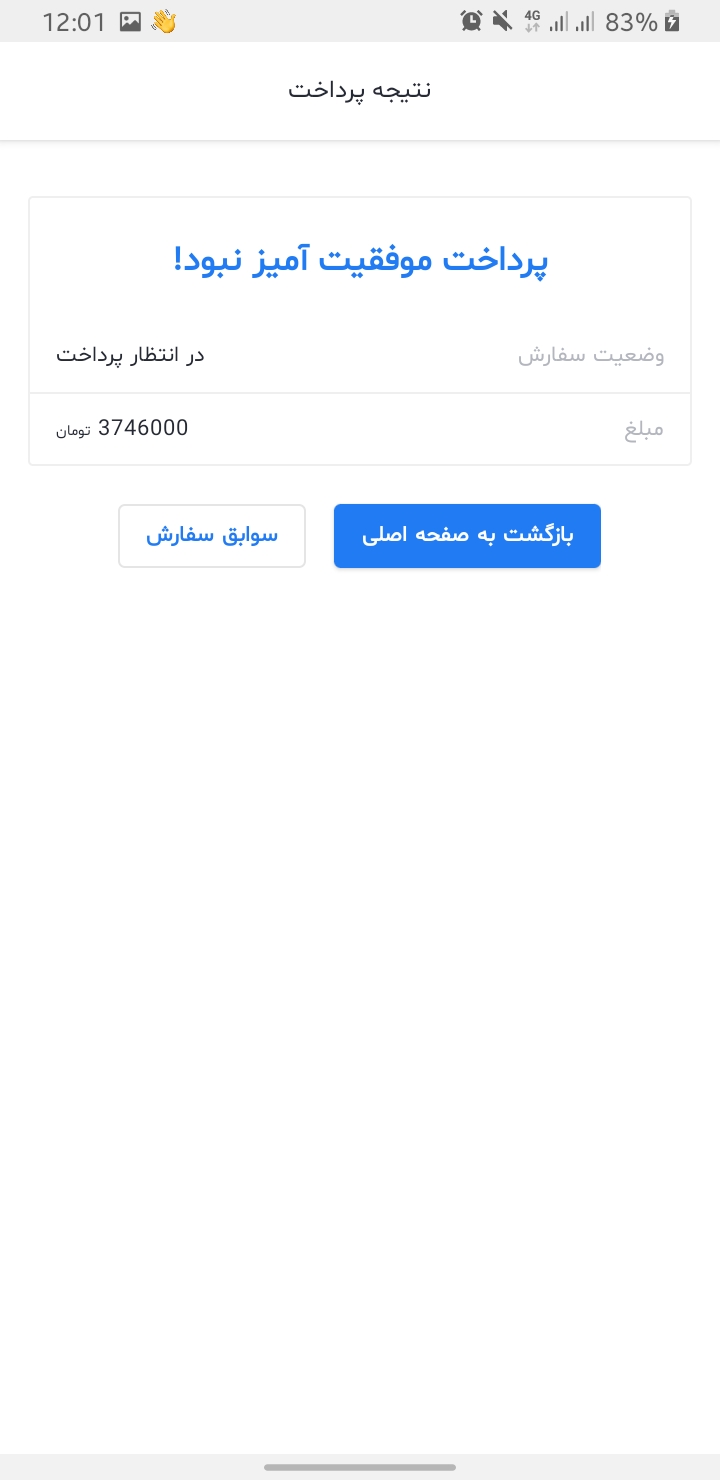 12:01 4G 83%
نتیجه پرداخت
پرداخت موفقیت آمیز نبود!
وضعیت سفارش در انتظار پرداخت
مبلغ 3746000 تومان
بازگشت به صفحه اصلی سوابق سفارش